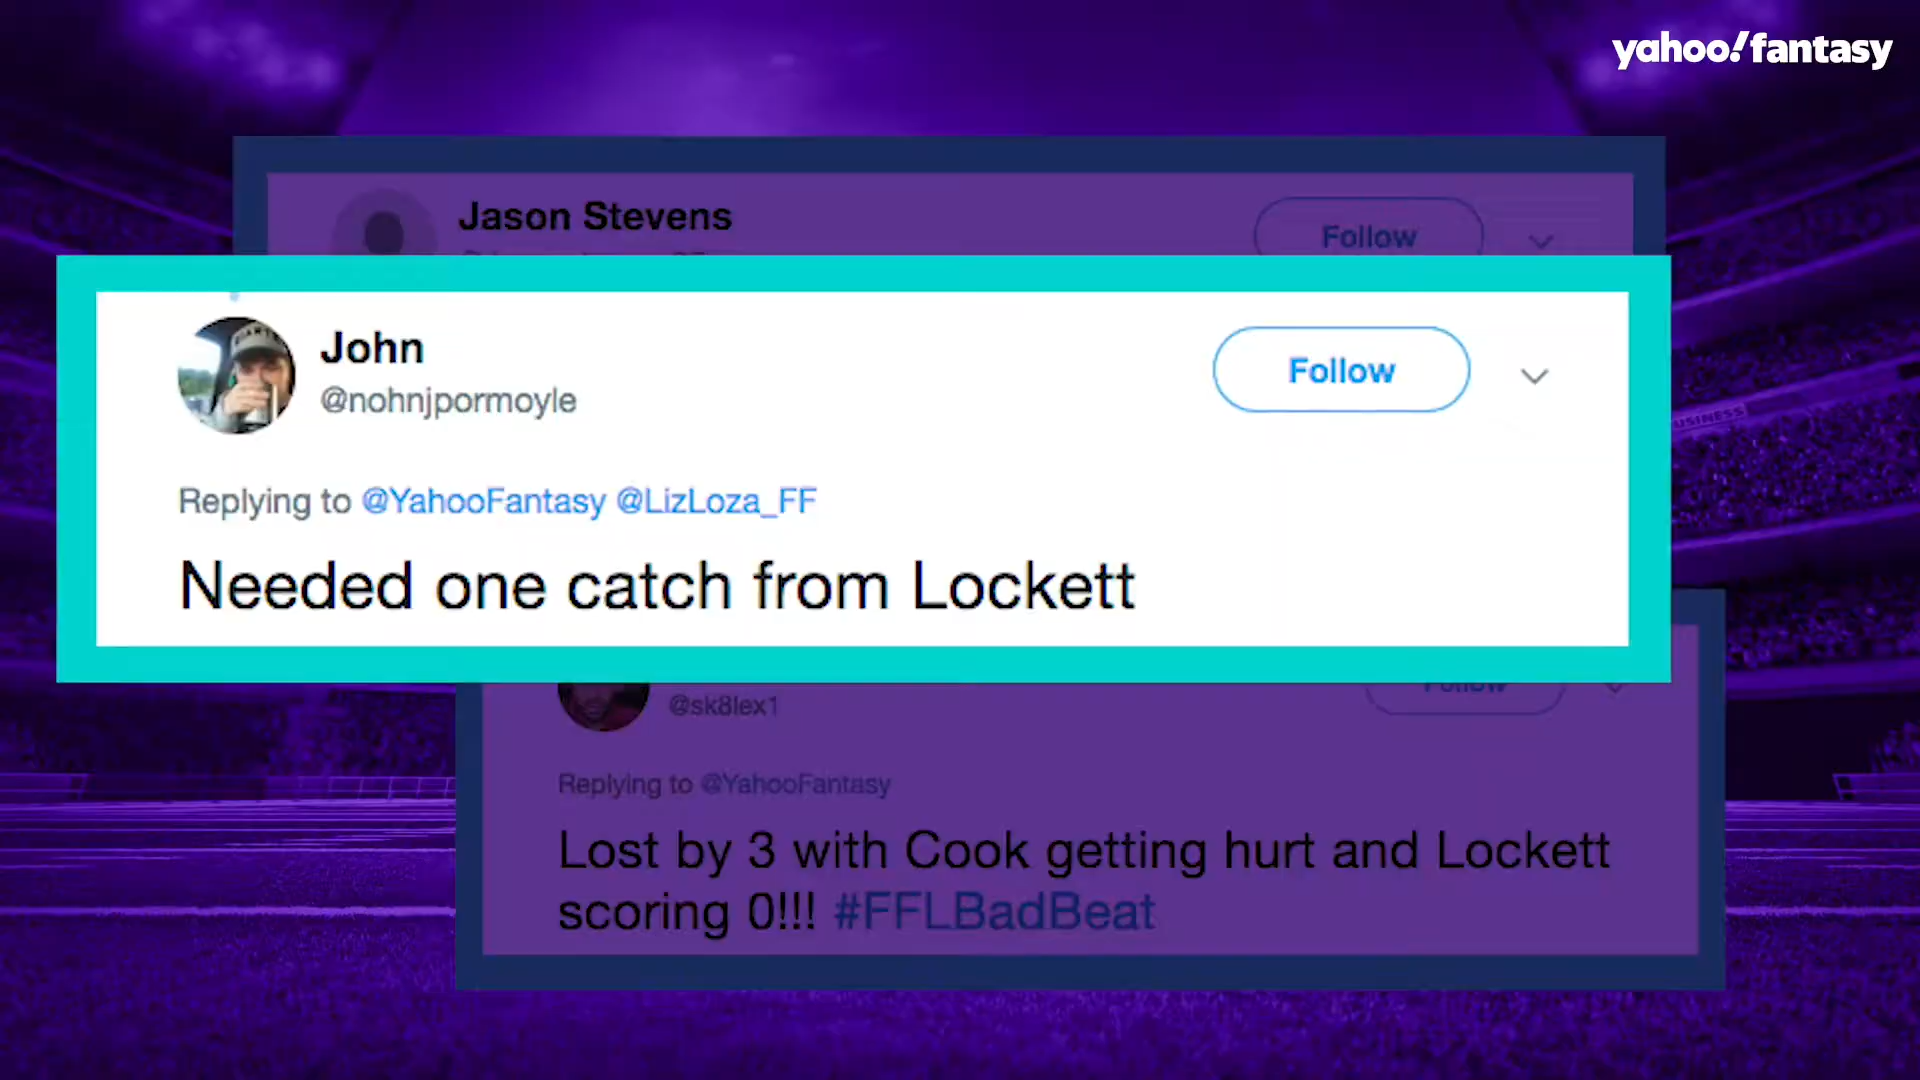 yahoo!fantasy
Jason Stevens
Follow
John
@nohnjpormoyle
Follow
Replying to @YahooFantasy @LizLoza_FF
Needed one catch from Lockett
@sk8lex1
Follow
Replying to @YahooFantasy
Lost by 3 with Cook getting hurt and Lockett
scoring 0!!! #FFLBadBeat